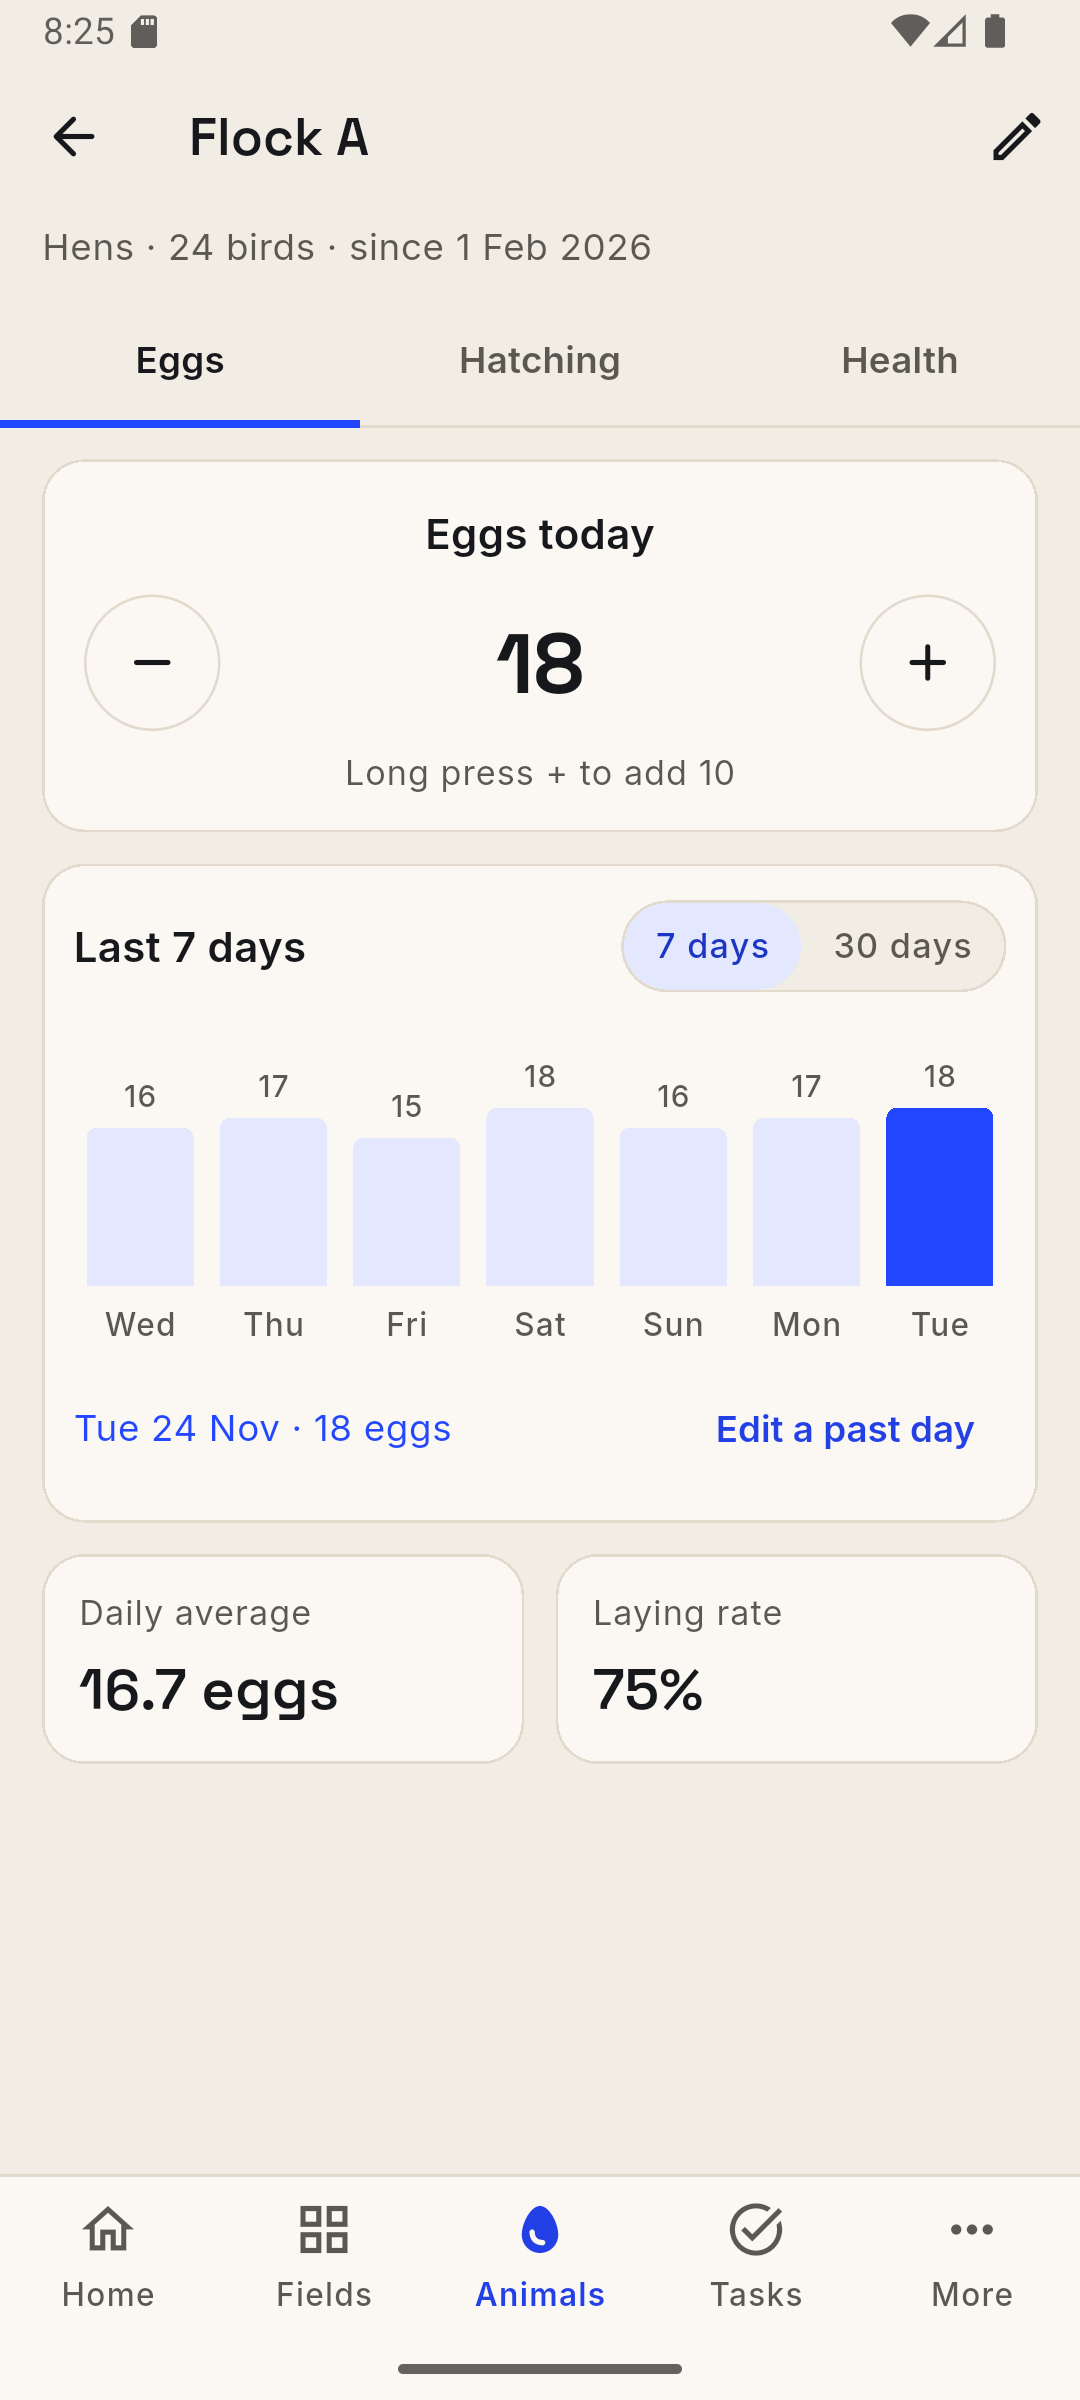 8:25
Flock A
Hens · 24 birds · since 1 Feb 2026
Eggs Hatching Health
Eggs today
18
Long press + to add 10
Last 7 days 7 days 30 days
16 17 15 18 16 17 18
Wed Thu Fri Sat Sun Mon Tue
Tue 24 Nov · 18 eggs Edit a past day
Daily average Laying rate
16.7 eggs 75%
Home Fields Animals Tasks More